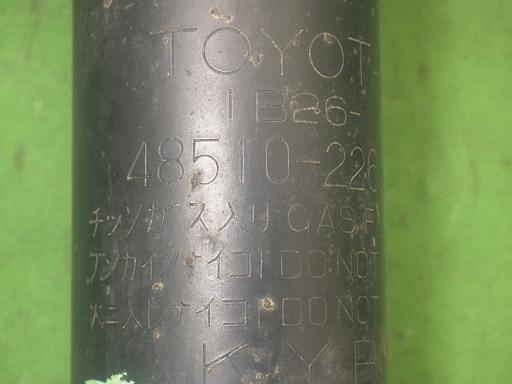 TOYOT
1B26-
48510-226
チッソガス入リ GAS F
ブンカイシナイコト DO NOT
火ニ入レナイコト DO NOT
KYB